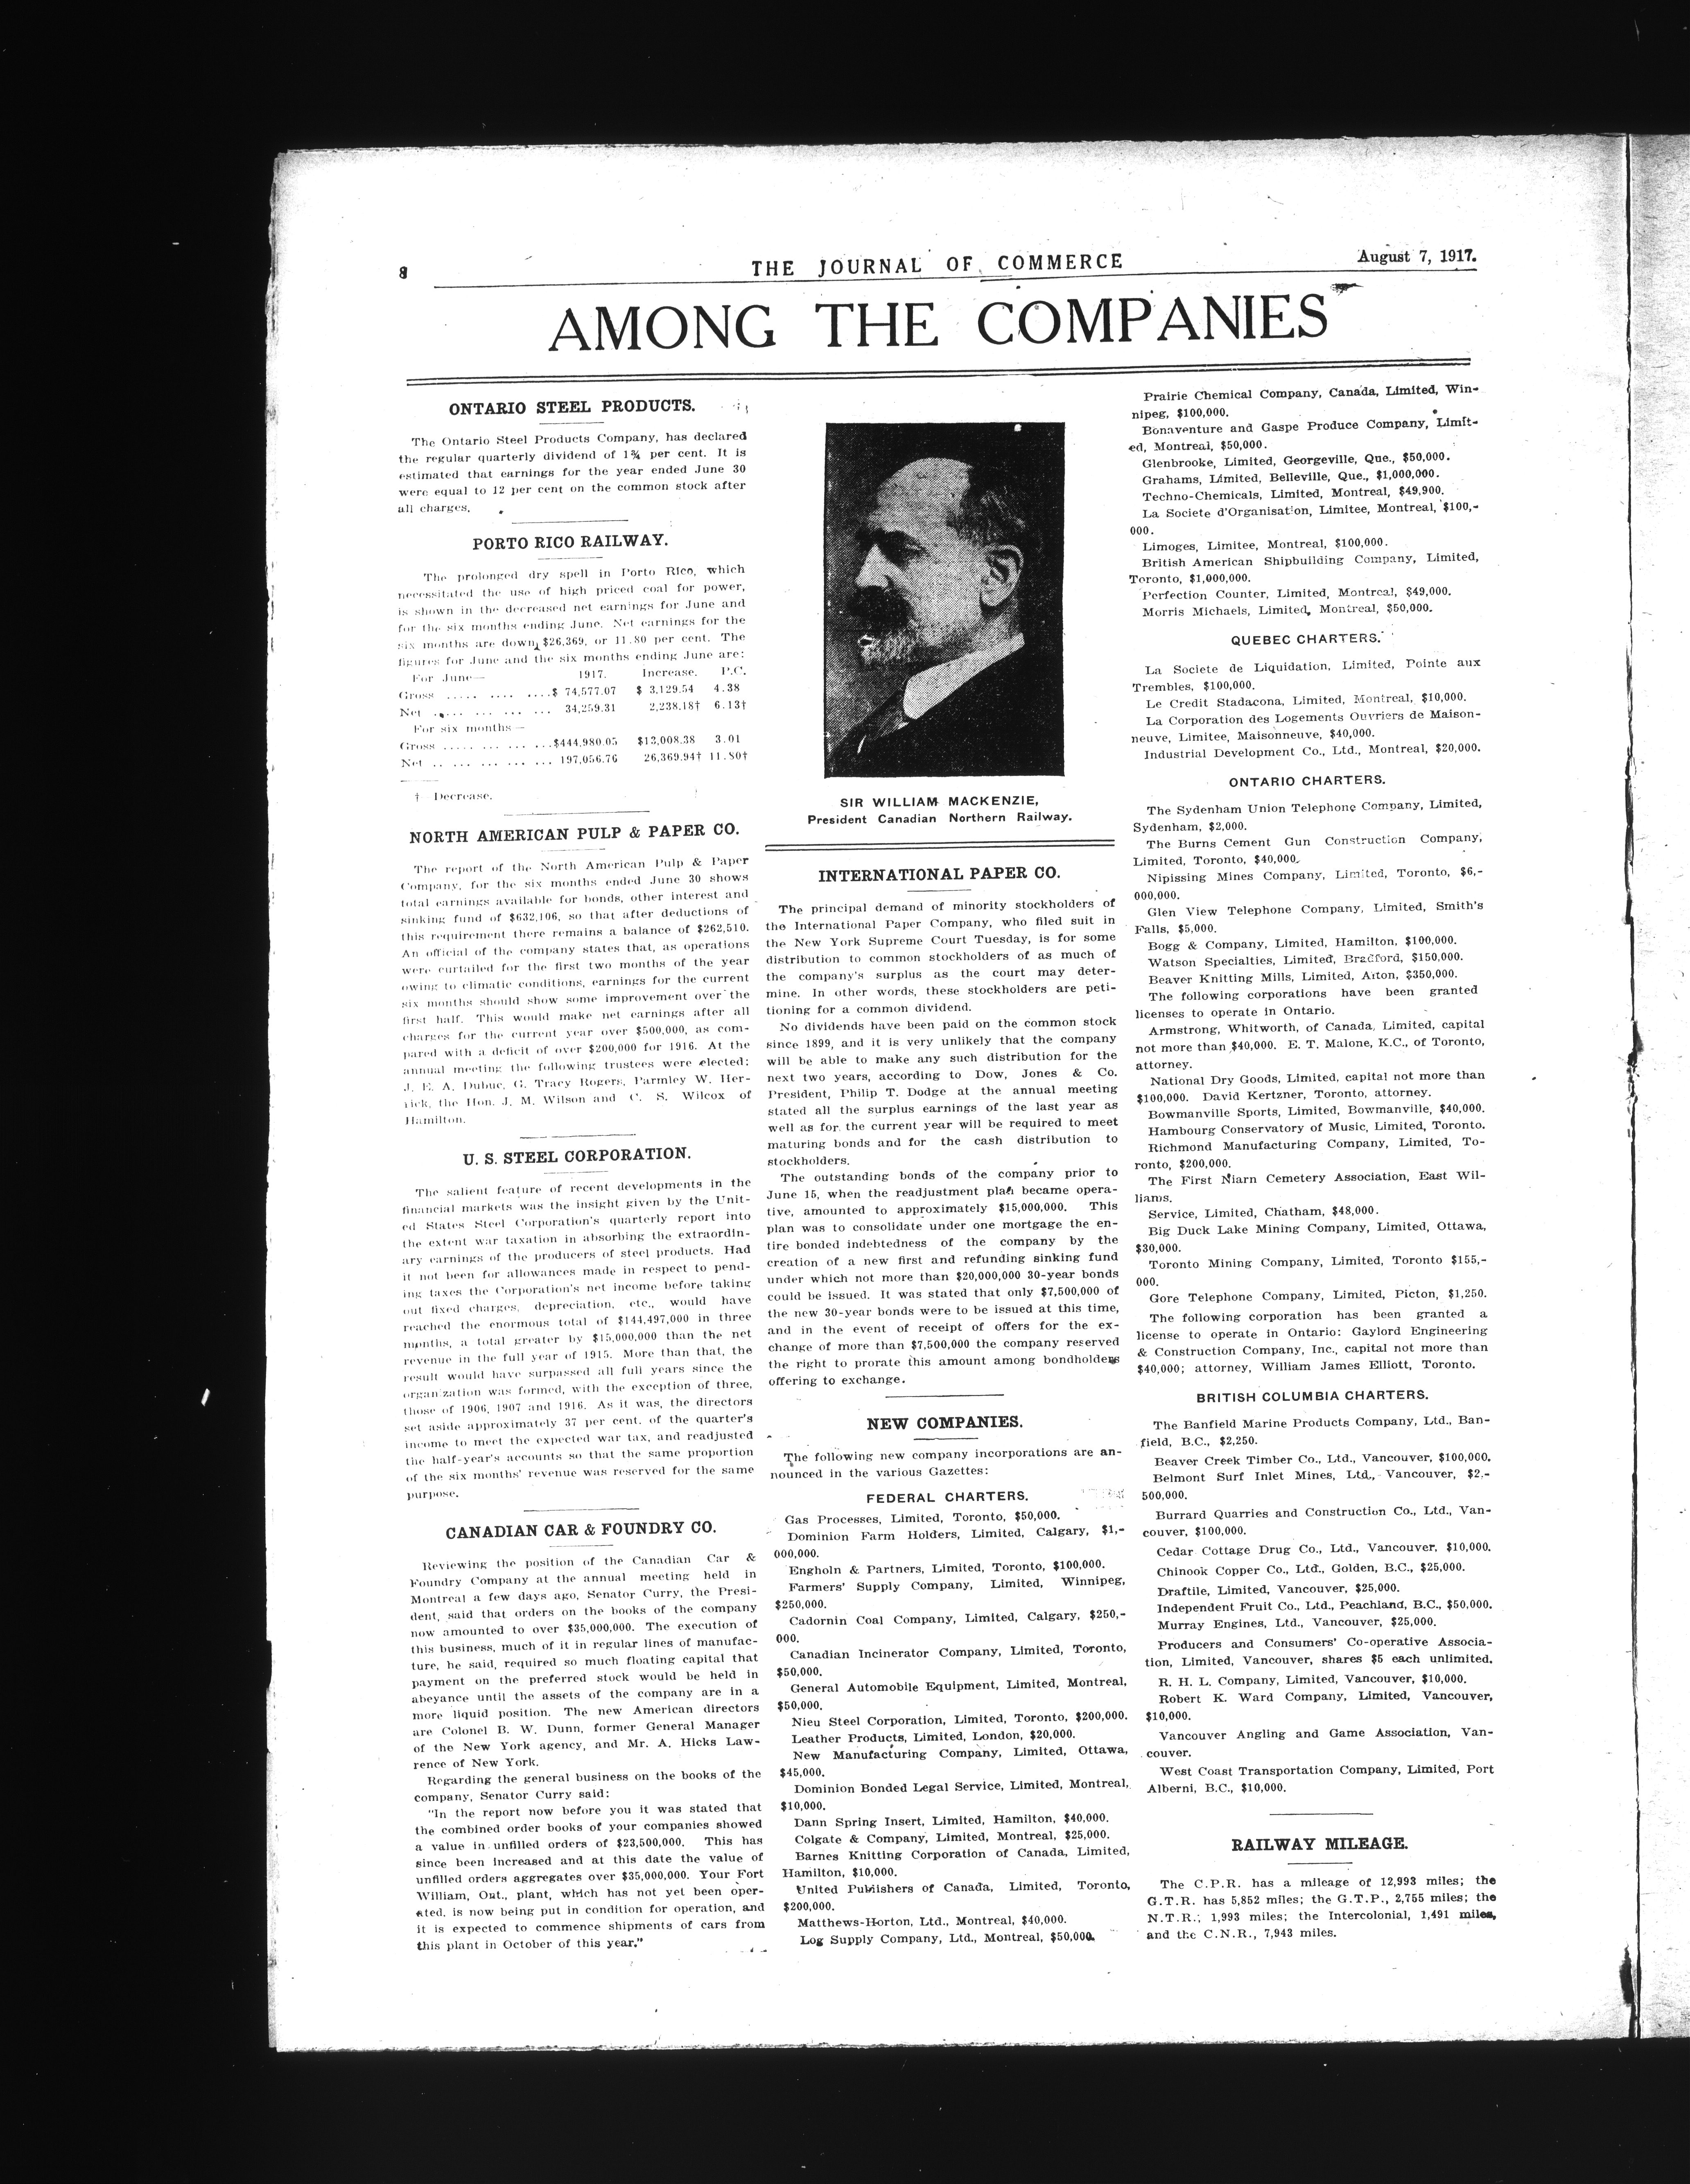 8
THE JOURNAL OF COMMERCE
August 7, 1917.
AMONG THE COMPANIES
ONTARIO STEEL PRODUCTS.
The Ontario Steel Products Company, has declared
the regular quarterly dividend of 1¾ per cent. It is
estimated that earnings for the year ended June 30
were equal to 12 per cent on the common stock after
all charges.
PORTO RICO RAILWAY.
The prolonged dry spell in Porto Rico, which
necessitated the use of high priced coal for power,
is shown in the decreased net earnings for June and
for the six months ending June. Net earnings for the
six months are down $26,369, or 11.80 per cent. The
figures for June and the six months ending June are:
For June— 1917. Increase. P.C.
Gross ..... .... ....$ 74,577.07 $ 3,129.54 4.38
Net ..... ... ... ... 34,259.31 2,238.18† 6.13†
For six months—
Gross ..... ... ... ...$444,980.05 $13,008.38 3.01
Net .. ... ... ... ... 197,056.76 26,369.94† 11.80†
†—Decrease.
NORTH AMERICAN PULP & PAPER CO.
The report of the North American Pulp & Paper
Company, for the six months ended June 30 shows
total earnings available for bonds, other interest and
sinking fund of $632,106, so that after deductions of
this requirement there remains a balance of $262,510.
An official of the company states that, as operations
were curtailed for the first two months of the year
owing to climatic conditions, earnings for the current
six months should show some improvement over the
first half. This would make net earnings after all
charges for the current year over $500,000, as com-
pared with a deficit of over $200,000 for 1916. At the
annual meeting the following trustees were elected:
J. E. A. Dubuc, G. Tracy Rogers, Parmley W. Her-
rick, the Hon. J. M. Wilson and C. S. Wilcox of
Hamilton.
U. S. STEEL CORPORATION.
The salient feature of recent developments in the
financial markets was the insight given by the Unit-
ed States Steel Corporation's quarterly report into
the extent war taxation in absorbing the extraordin-
ary earnings of the producers of steel products. Had
it not been for allowances made in respect to pend-
ing taxes the Corporation's net income before taking
out fixed charges, depreciation, etc., would have
reached the enormous total of $144,497,000 in three
months, a total greater by $15,000,000 than the net
revenue in the full year of 1915. More than that, the
result would have surpassed all full years since the
organization was formed, with the exception of three,
those of 1906, 1907 and 1916. As it was, the directors
set aside approximately 37 per cent. of the quarter's
income to meet the expected war tax, and readjusted
the half-year's accounts so that the same proportion
of the six months' revenue was reserved for the same
purpose.
CANADIAN CAR & FOUNDRY CO.
Reviewing the position of the Canadian Car &
Foundry Company at the annual meeting held in
Montreal a few days ago, Senator Curry, the Presi-
dent, said that orders on the books of the company
now amounted to over $35,000,000. The execution of
this business, much of it in regular lines of manufac-
ture, he said, required so much floating capital that
payment on the preferred stock would be held in
abeyance until the assets of the company are in a
more liquid position. The new American directors
are Colonel B. W. Dunn, former General Manager
of the New York agency, and Mr. A. Hicks Law-
rence of New York.
Regarding the general business on the books of the
company, Senator Curry said:
"In the report now before you it was stated that
the combined order books of your companies showed
a value in unfilled orders of $23,500,000. This has
since been increased and at this date the value of
unfilled orders aggregates over $35,000,000. Your Fort
William, Ont., plant, which has not yet been oper-
ated, is now being put in condition for operation, and
it is expected to commence shipments of cars from
this plant in October of this year."
SIR WILLIAM MACKENZIE,
President Canadian Northern Railway.
INTERNATIONAL PAPER CO.
The principal demand of minority stockholders of
the International Paper Company, who filed suit in
the New York Supreme Court Tuesday, is for some
distribution to common stockholders of as much of
the company's surplus as the court may deter-
mine. In other words, these stockholders are peti-
tioning for a common dividend.
No dividends have been paid on the common stock
since 1899, and it is very unlikely that the company
will be able to make any such distribution for the
next two years, according to Dow, Jones & Co.
President, Philip T. Dodge at the annual meeting
stated all the surplus earnings of the last year as
well as for the current year will be required to meet
maturing bonds and for the cash distribution to
stockholders.
The outstanding bonds of the company prior to
June 15, when the readjustment plan became opera-
tive, amounted to approximately $15,000,000. This
plan was to consolidate under one mortgage the en-
tire bonded indebtedness of the company by the
creation of a new first and refunding sinking fund
under which not more than $20,000,000 30-year bonds
could be issued. It was stated that only $7,500,000 of
the new 30-year bonds were to be issued at this time,
and in the event of receipt of offers for the ex-
change of more than $7,500,000 the company reserved
the right to prorate this amount among bondholders
offering to exchange.
NEW COMPANIES.
The following new company incorporations are an-
nounced in the various Gazettes:
FEDERAL CHARTERS.
Gas Processes, Limited, Toronto, $50,000.
Dominion Farm Holders, Limited, Calgary, $1,-
000,000.
Engholn & Partners, Limited, Toronto, $100,000.
Farmers' Supply Company, Limited, Winnipeg,
$250,000.
Cadornin Coal Company, Limited, Calgary, $250,-
000.
Canadian Incinerator Company, Limited, Toronto,
$50,000.
General Automobile Equipment, Limited, Montreal,
$50,000.
Nieu Steel Corporation, Limited, Toronto, $200,000.
Leather Products, Limited, London, $20,000.
New Manufacturing Company, Limited, Ottawa,
$45,000.
Dominion Bonded Legal Service, Limited, Montreal,
$10,000.
Dann Spring Insert, Limited, Hamilton, $40,000.
Colgate & Company, Limited, Montreal, $25,000.
Barnes Knitting Corporation of Canada, Limited,
Hamilton, $10,000.
United Publishers of Canada, Limited, Toronto,
$200,000.
Matthews-Horton, Ltd., Montreal, $40,000.
Log Supply Company, Ltd., Montreal, $50,000.
Prairie Chemical Company, Canada, Limited, Win-
nipeg, $100,000.
Bonaventure and Gaspe Produce Company, Limit-
ed, Montreal, $50,000.
Glenbrooke, Limited, Georgeville, Que., $50,000.
Grahams, Limited, Belleville, Que., $1,000,000.
Techno-Chemicals, Limited, Montreal, $49,900.
La Societe d'Organisation, Limitee, Montreal, $100,-
000.
Limoges, Limitee, Montreal, $100,000.
British American Shipbuilding Company, Limited,
Toronto, $1,000,000.
Perfection Counter, Limited, Montreal, $49,000.
Morris Michaels, Limited, Montreal, $50,000.
QUEBEC CHARTERS.
La Societe de Liquidation, Limited, Pointe aux
Trembles, $100,000.
Le Credit Stadacona, Limited, Montreal, $10,000.
La Corporation des Logements Ouvriers de Maison-
neuve, Limitee, Maisonneuve, $40,000.
Industrial Development Co., Ltd., Montreal, $20,000.
ONTARIO CHARTERS.
The Sydenham Union Telephone Company, Limited,
Sydenham, $2,000.
The Burns Cement Gun Construction Company,
Limited, Toronto, $40,000.
Nipissing Mines Company, Limited, Toronto, $6,-
000,000.
Glen View Telephone Company, Limited, Smith's
Falls, $5,000.
Bogg & Company, Limited, Hamilton, $100,000.
Watson Specialties, Limited, Bradford, $150,000.
Beaver Knitting Mills, Limited, Acton, $350,000.
The following corporations have been granted
licenses to operate in Ontario.
Armstrong, Whitworth, of Canada, Limited, capital
not more than $40,000. E. T. Malone, K.C., of Toronto,
attorney.
National Dry Goods, Limited, capital not more than
$100,000. David Kertzner, Toronto, attorney.
Bowmanville Sports, Limited, Bowmanville, $40,000.
Hambourg Conservatory of Music, Limited, Toronto.
Richmond Manufacturing Company, Limited, To-
ronto, $200,000.
The First Niarn Cemetery Association, East Wil-
liams.
Service, Limited, Chatham, $48,000.
Big Duck Lake Mining Company, Limited, Ottawa,
$30,000.
Toronto Mining Company, Limited, Toronto $155,-
000.
Gore Telephone Company, Limited, Picton, $1,250.
The following corporation has been granted a
license to operate in Ontario: Gaylord Engineering
& Construction Company, Inc., capital not more than
$40,000; attorney, William James Elliott, Toronto.
BRITISH COLUMBIA CHARTERS.
The Banfield Marine Products Company, Ltd., Ban-
field, B.C., $2,250.
Beaver Creek Timber Co., Ltd., Vancouver, $100,000.
Belmont Surf Inlet Mines, Ltd., Vancouver, $2,-
500,000.
Burrard Quarries and Construction Co., Ltd., Van-
couver, $100,000.
Cedar Cottage Drug Co., Ltd., Vancouver, $10,000.
Chinook Copper Co., Ltd., Golden, B.C., $25,000.
Draftile, Limited, Vancouver, $25,000.
Independent Fruit Co., Ltd., Peachland, B.C., $50,000.
Murray Engines, Ltd., Vancouver, $25,000.
Producers and Consumers' Co-operative Associa-
tion, Limited, Vancouver, shares $5 each unlimited.
R. H. L. Company, Limited, Vancouver, $10,000.
Robert K. Ward Company, Limited, Vancouver,
$10,000.
Vancouver Angling and Game Association, Van-
couver.
West Coast Transportation Company, Limited, Port
Alberni, B.C., $10,000.
RAILWAY MILEAGE.
The C.P.R. has a mileage of 12,993 miles; the
G.T.R. has 5,852 miles; the G.T.P., 2,755 miles; the
N.T.R., 1,993 miles; the Intercolonial, 1,491 miles,
and the C.N.R., 7,943 miles.